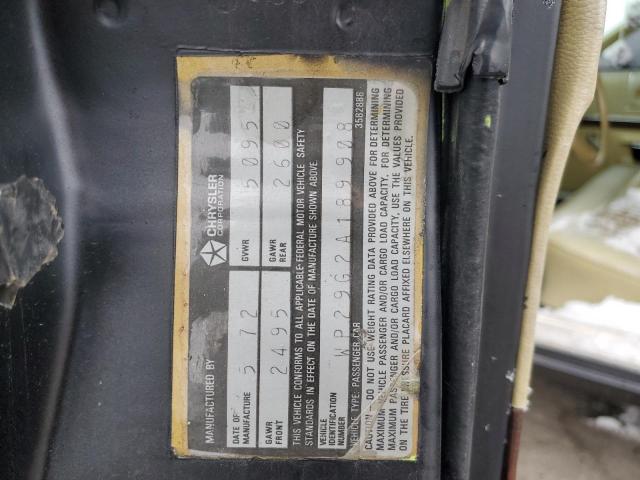 MANUFACTURED BY CHRYSLER CORPORATION
DATE OF MANUFACTURE 5 72 GVWR 5095
GAWR FRONT 2495 GAWR REAR 2600
THIS VEHICLE CONFORMS TO ALL APPLICABLE FEDERAL MOTOR VEHICLE SAFETY
STANDARDS IN EFFECT ON THE DATE OF MANUFACTURE SHOWN ABOVE.
VEHICLE IDENTIFICATION NUMBER WP29G2A189908
VEHICLE TYPE: PASSENGER CAR 3582888
CAUTION DO NOT USE WEIGHT RATING DATA PROVIDED ABOVE FOR DETERMINING
MAXIMUM VEHICLE PASSENGER AND/OR CARGO LOAD CAPACITY. FOR DETERMINING
MAXIMUM PASSENGER AND/OR CARGO LOAD CAPACITY, USE THE VALUES PROVIDED
ON THE TIRE PRESSURE PLACARD AFFIXED ELSEWHERE ON THIS VEHICLE.